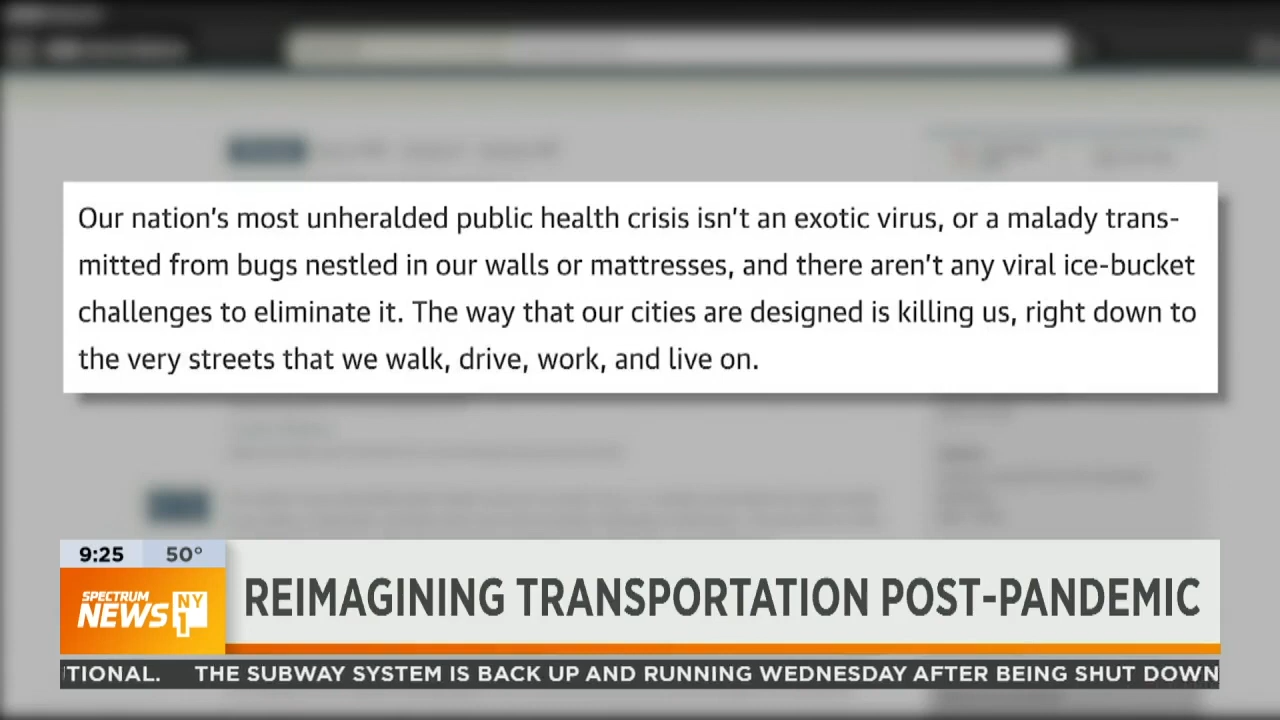 Our nation's most unheralded public health crisis isn't an exotic virus, or a malady trans-
mitted from bugs nestled in our walls or mattresses, and there aren't any viral ice-bucket
challenges to eliminate it. The way that our cities are designed is killing us, right down to
the very streets that we walk, drive, work, and live on.
9:25 50°
SPECTRUM
NEWS NY
1
REIMAGINING TRANSPORTATION POST-PANDEMIC
TIONAL. THE SUBWAY SYSTEM IS BACK UP AND RUNNING WEDNESDAY AFTER BEING SHUT DOWN